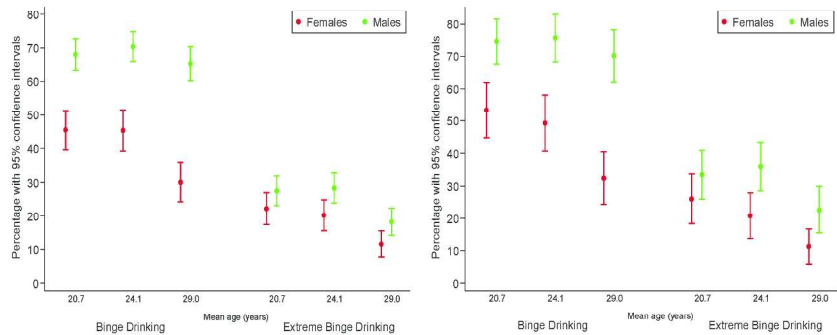 Females Males
Percentage with 95% confidence intervals
80
70
60
50
40
30
20
10
0
20.7 24.1 29.0 20.7 24.1 29.0
Mean age (years)
Binge Drinking Extreme Binge Drinking
Females Males
Percentage with 95% confidence intervals
80
70
60
50
40
30
20
10
0
20.7 24.1 29.0 20.7 24.1 29.0
Mean age (years)
Binge Drinking Extreme Binge Drinking